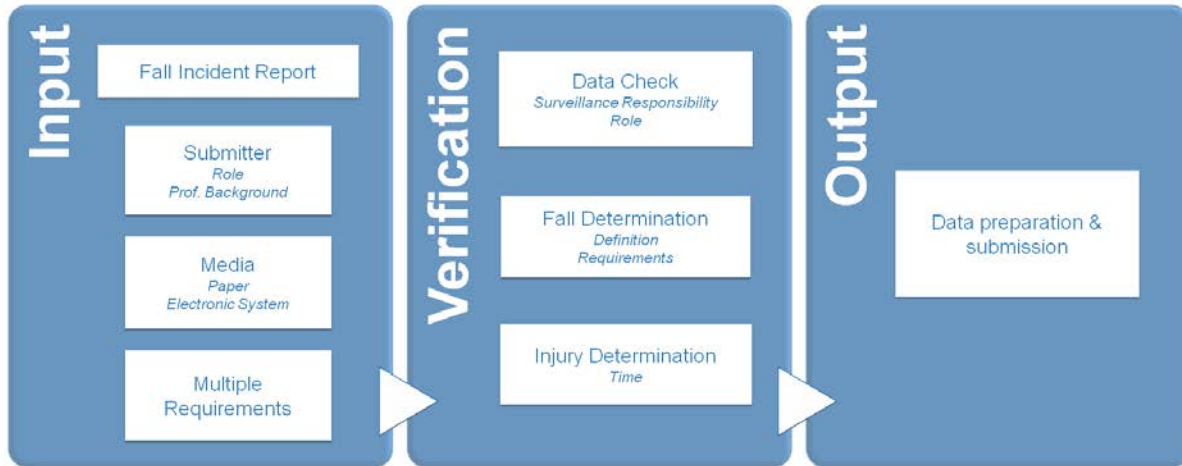 Input
Fall Incident Report
Submitter
Role
Prof. Background
Media
Paper
Electronic System
Multiple
Requirements
Verification
Data Check
Surveillance Responsibility
Role
Fall Determination
Definition
Requirements
Injury Determination
Time
Output
Data preparation &
submission